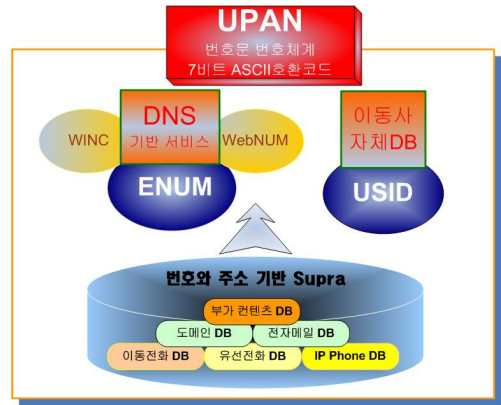 UPAN
번호문 번호체계
7비트 ASCII호환코드
DNS
기반 서비스
WINC
WebNUM
ENUM
이동사
자체DB
USID
번호와 주소 기반 Supra
부가 컨텐츠 DB
도메인 DB
전자메일 DB
이동전화 DB
유선전화 DB
IP Phone DB